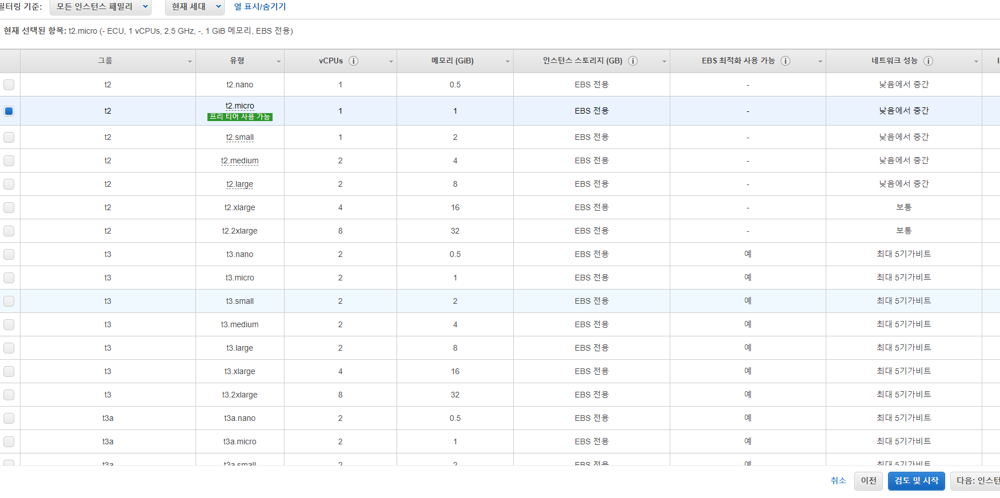 필터링 기준: 모든 인스턴스 패밀리 현재 세대 열 표시/숨기기
현재 선택된 항목: t2.micro (- ECU, 1 vCPUs, 2.5 GHz, -, 1 GiB 메모리, EBS 전용)
그룹 유형 vCPUs 메모리 (GiB) 인스턴스 스토리지 (GB) EBS 최적화 사용 가능 네트워크 성능
t2 t2.nano 1 0.5 EBS 전용 - 낮음에서 중간
t2 t2.micro 1 1 EBS 전용 - 낮음에서 중간
프리 티어 사용 가능
t2 t2.small 1 2 EBS 전용 - 낮음에서 중간
t2 t2.medium 2 4 EBS 전용 - 낮음에서 중간
t2 t2.large 2 8 EBS 전용 - 낮음에서 중간
t2 t2.xlarge 4 16 EBS 전용 - 보통
t2 t2.2xlarge 8 32 EBS 전용 - 보통
t3 t3.nano 2 0.5 EBS 전용 예 최대 5기가비트
t3 t3.micro 2 1 EBS 전용 예 최대 5기가비트
t3 t3.small 2 2 EBS 전용 예 최대 5기가비트
t3 t3.medium 2 4 EBS 전용 예 최대 5기가비트
t3 t3.large 2 8 EBS 전용 예 최대 5기가비트
t3 t3.xlarge 4 16 EBS 전용 예 최대 5기가비트
t3 t3.2xlarge 8 32 EBS 전용 예 최대 5기가비트
t3a t3a.nano 2 0.5 EBS 전용 예 최대 5기가비트
t3a t3a.micro 2 1 EBS 전용 예 최대 5기가비트
t3a t3a.small 2 2 EBS 전용 예 최대 5기가비트
취소 이전 검토 및 시작 다음: 인스턴